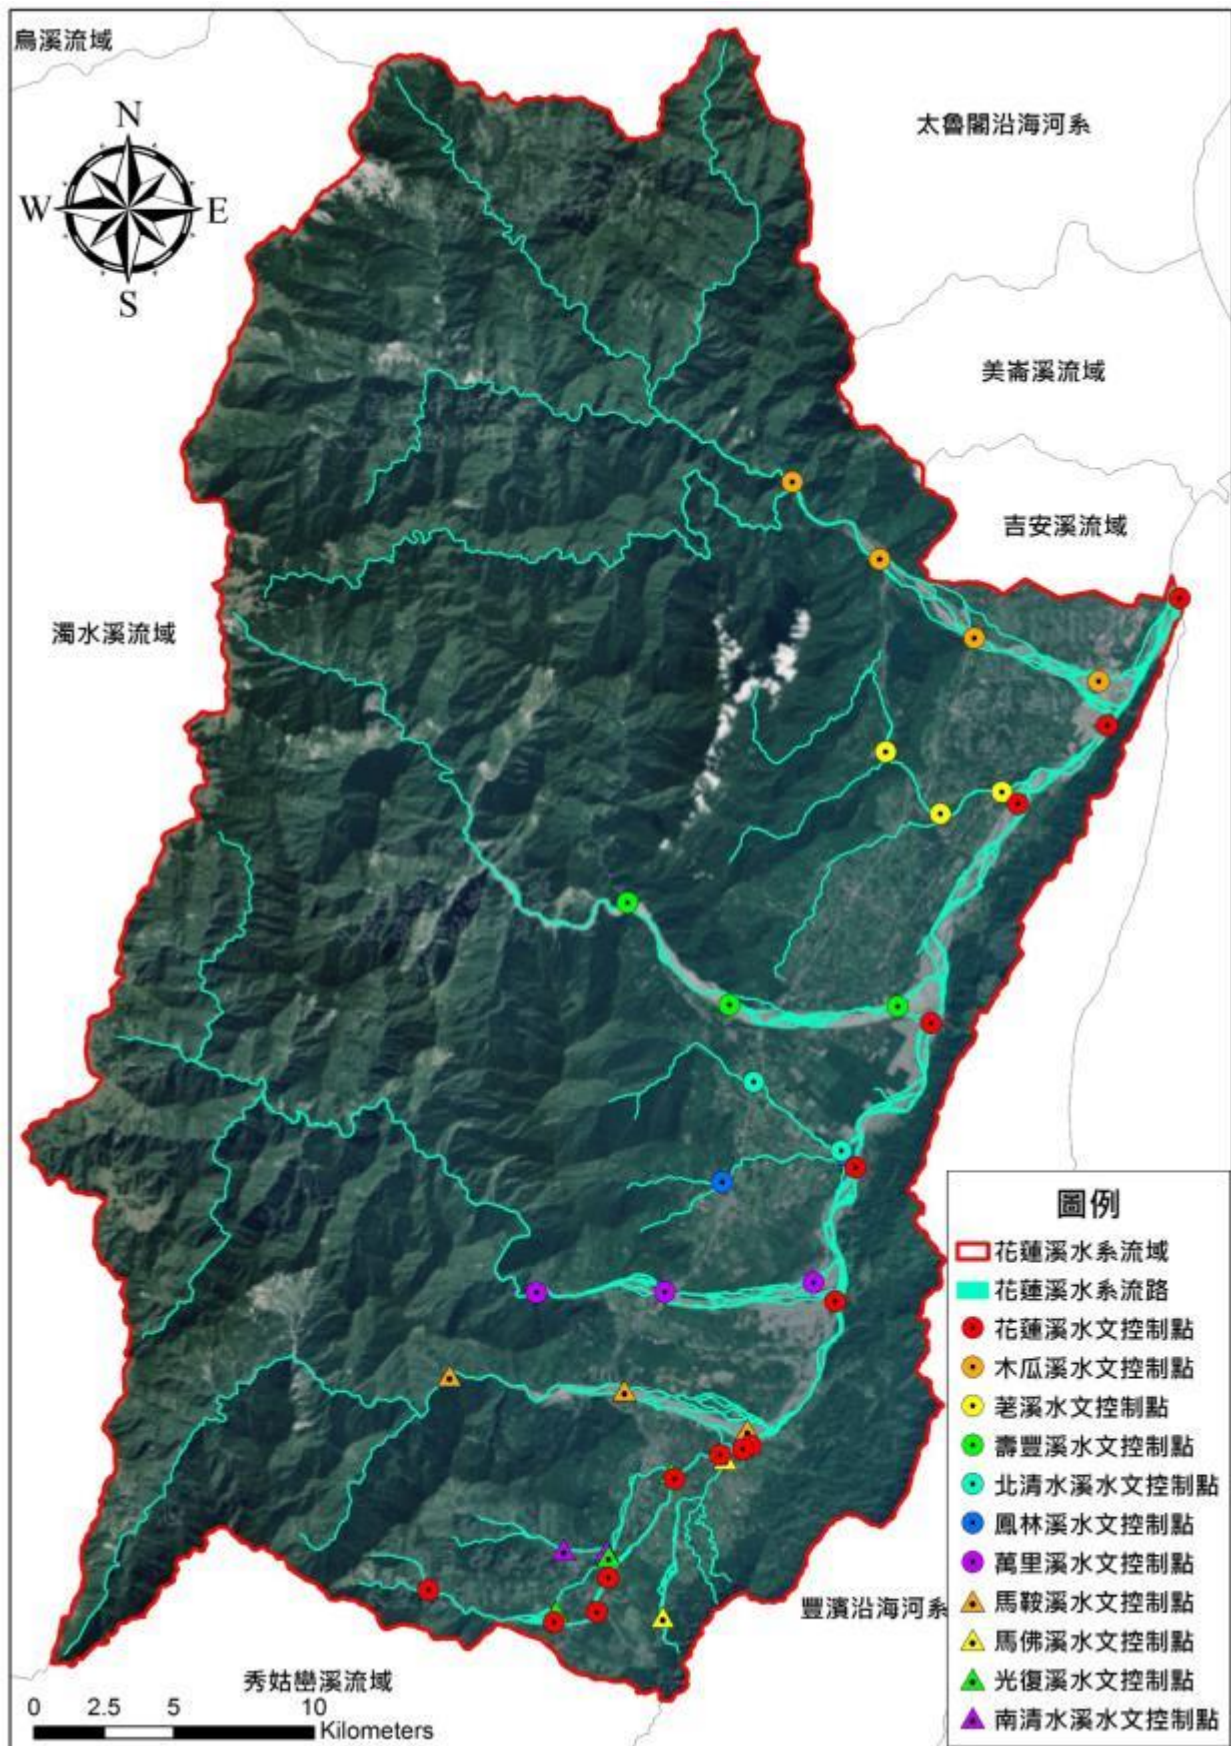 烏溪流域
太魯閣沿海河系
N
W
E
S
美崙溪流域
吉安溪流域
濁水溪流域
圖例
花蓮溪水系流域
花蓮溪水系流路
花蓮溪水文控制點
木瓜溪水文控制點
荖溪水文控制點
壽豐溪水文控制點
北清水溪水文控制點
鳳林溪水文控制點
萬里溪水文控制點
馬鞍溪水文控制點
馬佛溪水文控制點
光復溪水文控制點
南清水溪水文控制點
豐濱沿海河系
秀姑巒溪流域
0 2.5 5 10
Kilometers